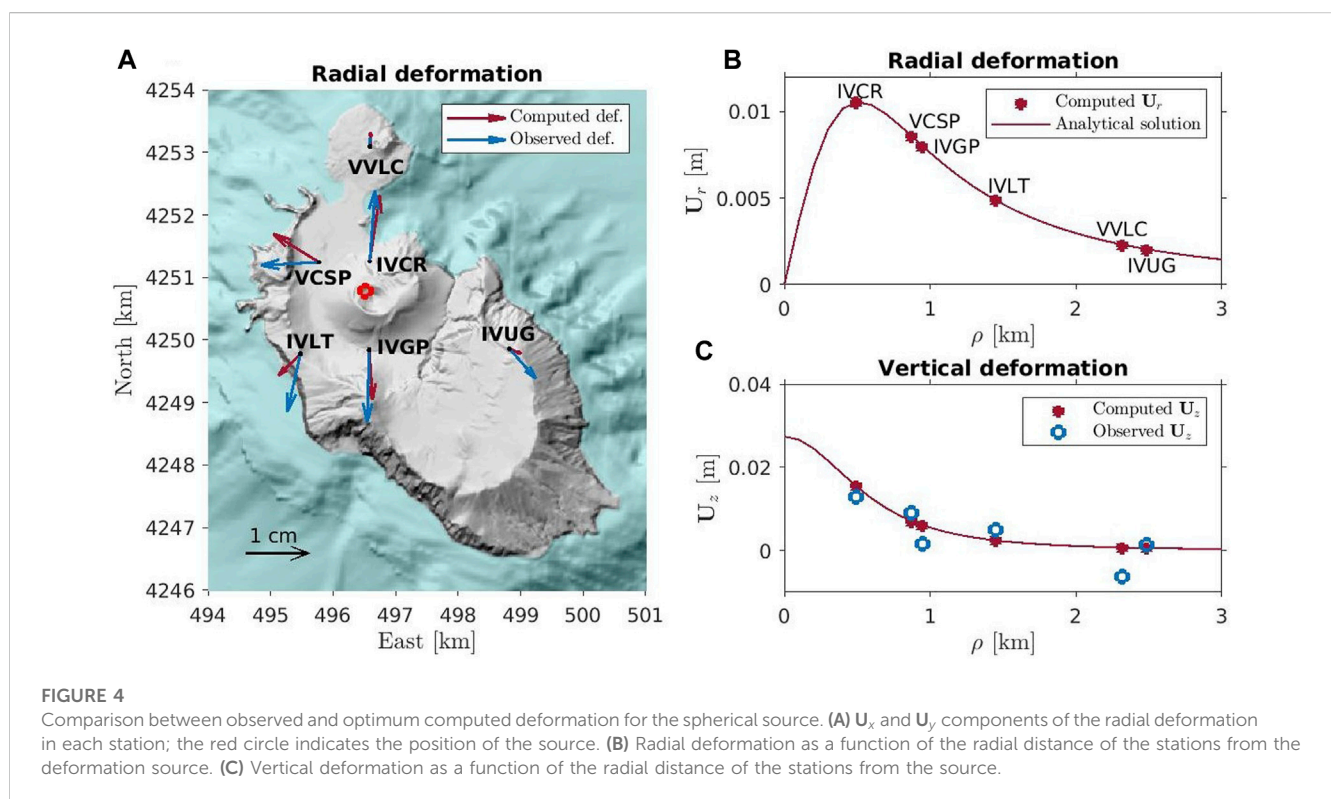 A
Radial deformation
4254
4253
4252
4251
4250
4249
4248
4247
4246
North [km]
494 495 496 497 498 499 500 501
East [km]
Computed def.
Observed def.
VVLC
IVCR
VCSP
IVLT
IVGP
IVUG
1 cm
B
Radial deformation
0.01
0.005
0
U_r [m]
0 1 2 3
ρ [km]
Computed U_r
Analytical solution
IVCR
VCSP
IVGP
IVLT
VVLC
IVUG
C
Vertical deformation
0.04
0.02
0
U_z [m]
0 1 2 3
ρ [km]
Computed U_z
Observed U_z
FIGURE 4
Comparison between observed and optimum computed deformation for the spherical source. (A) U_x and U_y components of the radial deformation
in each station; the red circle indicates the position of the source. (B) Radial deformation as a function of the radial distance of the stations from the
deformation source. (C) Vertical deformation as a function of the radial distance of the stations from the source.